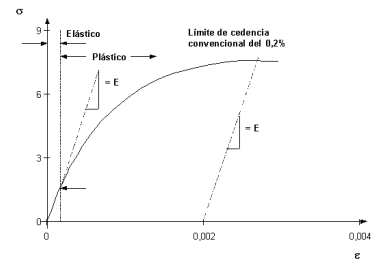 σ
9
Elástico
Plástico
Límite de cedencia
convencional del 0,2%
= E
6
= E
3
0
0
0,002
0,004
ε